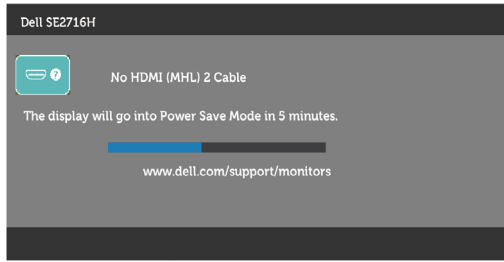 Dell SE2716H
No HDMI (MHL) 2 Cable
The display will go into Power Save Mode in 5 minutes.
www.dell.com/support/monitors